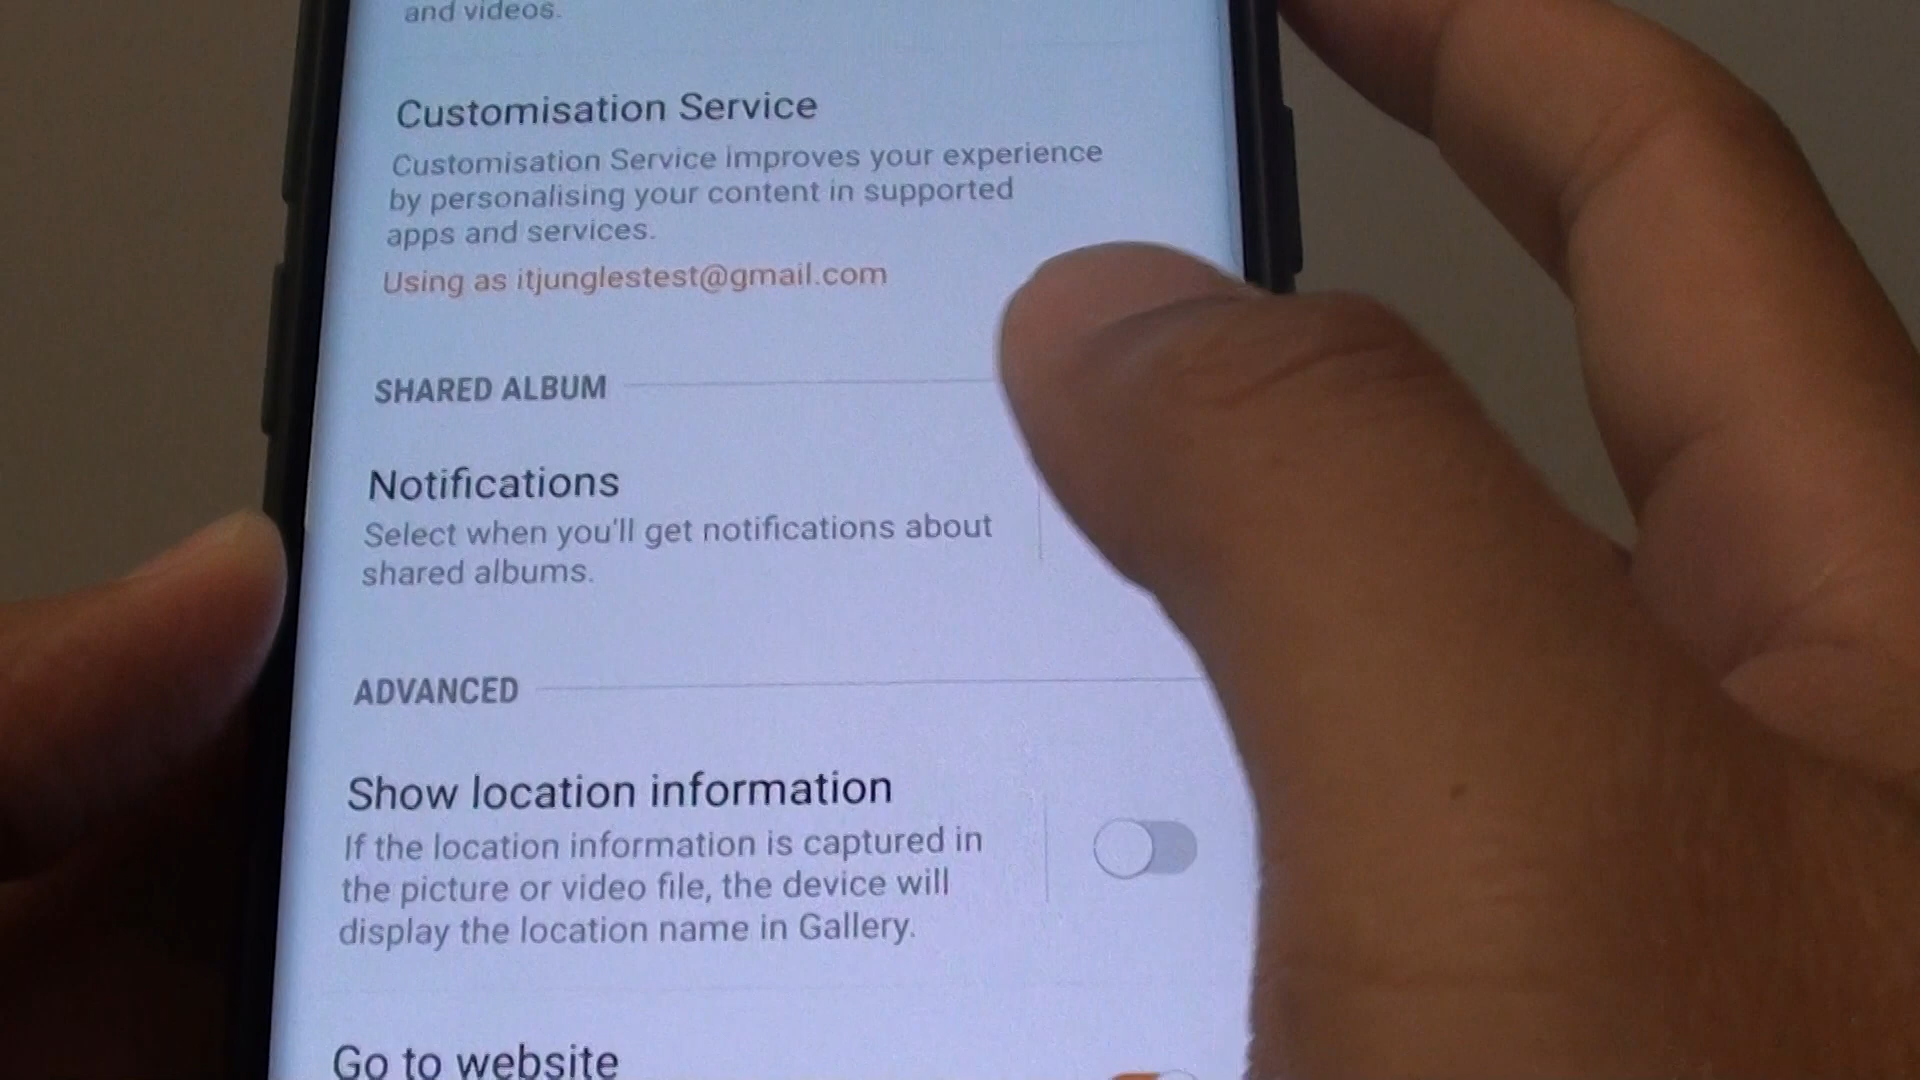 and videos.
Customisation Service
Customisation Service improves your experience
by personalising your content in supported
apps and services.
Using as itjunglestest@gmail.com
SHARED ALBUM
Notifications
Select when you'll get notifications about
shared albums.
ADVANCED
Show location information
If the location information is captured in
the picture or video file, the device will
display the location name in Gallery.
Go to website